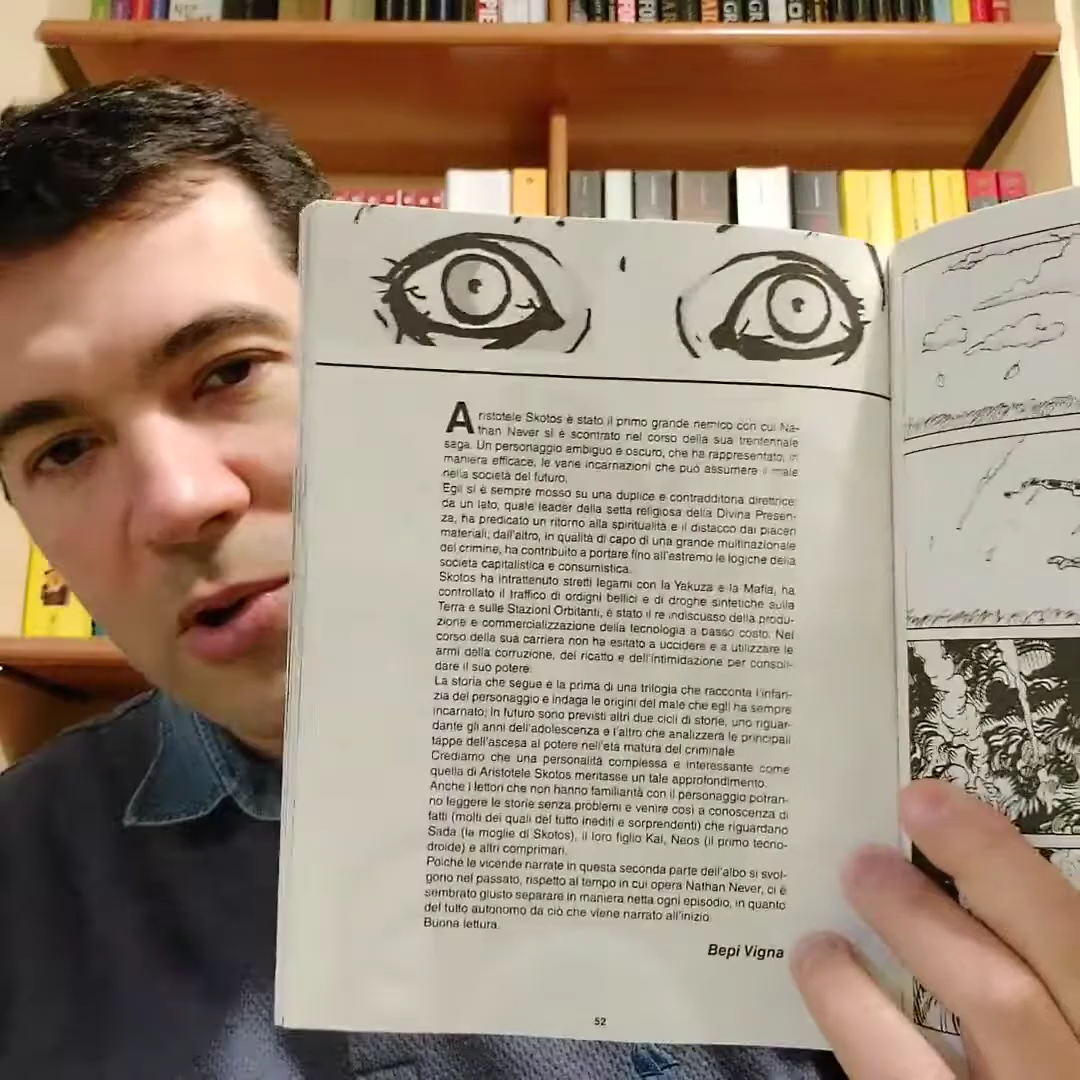 Aristotele Skotos è stato il primo grande nemico con cui Na-
than Never si è scontrato nel corso della sua trentennale
saga. Un personaggio ambiguo e oscuro, che ha rappresentato, in
maniera efficace, le varie incarnazioni che può assumere il male
nella società del futuro.
Egli si è sempre mosso su una duplice e contradditoria direttrice:
da un lato, quale leader della setta religiosa della Divina Presen-
za, ha predicato un ritorno alla spiritualità e il distacco dai piaceri
materiali; dall'altro, in qualità di capo di una grande multinazionale
del crimine, ha contribuito a portare fino all'estremo le logiche della
società capitalistica e consumistica.
Skotos ha intrattenuto stretti legami con la Yakuza e la Mafia, ha
controllato il traffico di ordigni bellici e di droghe sintetiche sulla
Terra e sulle Stazioni Orbitanti, è stato il re indiscusso della produ-
zione e commercializzazione della tecnologia a basso costo. Nel
corso della sua carriera non ha esitato a uccidere e a utilizzare le
armi della corruzione, del ricatto e dell'intimidazione per consoli-
dare il suo potere.
La storia che segue è la prima di una trilogia che racconta l'infan-
zia del personaggio e indaga le origini del male che egli ha sempre
incarnato; in futuro sono previsti altri due cicli di storie, uno riguar-
dante gli anni dell'adolescenza e l'altro che analizzerà le principali
tappe dell'ascesa al potere nell'età matura del criminale.
Crediamo che una personalità complessa e interessante come
quella di Aristotele Skotos meritasse un tale approfondimento.
Anche i lettori che non hanno familiarità con il personaggio potran-
no leggere le storie senza problemi e venire così a conoscenza di
fatti (molti dei quali del tutto inediti e sorprendenti) che riguardano
Sada (la moglie di Skotos), il loro figlio Kal, Neos (il primo tecno-
droide) e altri comprimari.
Poiché le vicende narrate in questa seconda parte dell'albo si svol-
gono nel passato, rispetto al tempo in cui opera Nathan Never, ci è
sembrato giusto separare in maniera netta ogni episodio, in quanto
del tutto autonomo da ciò che viene narrato all'inizio.
Buona lettura.
Bepi Vigna
52